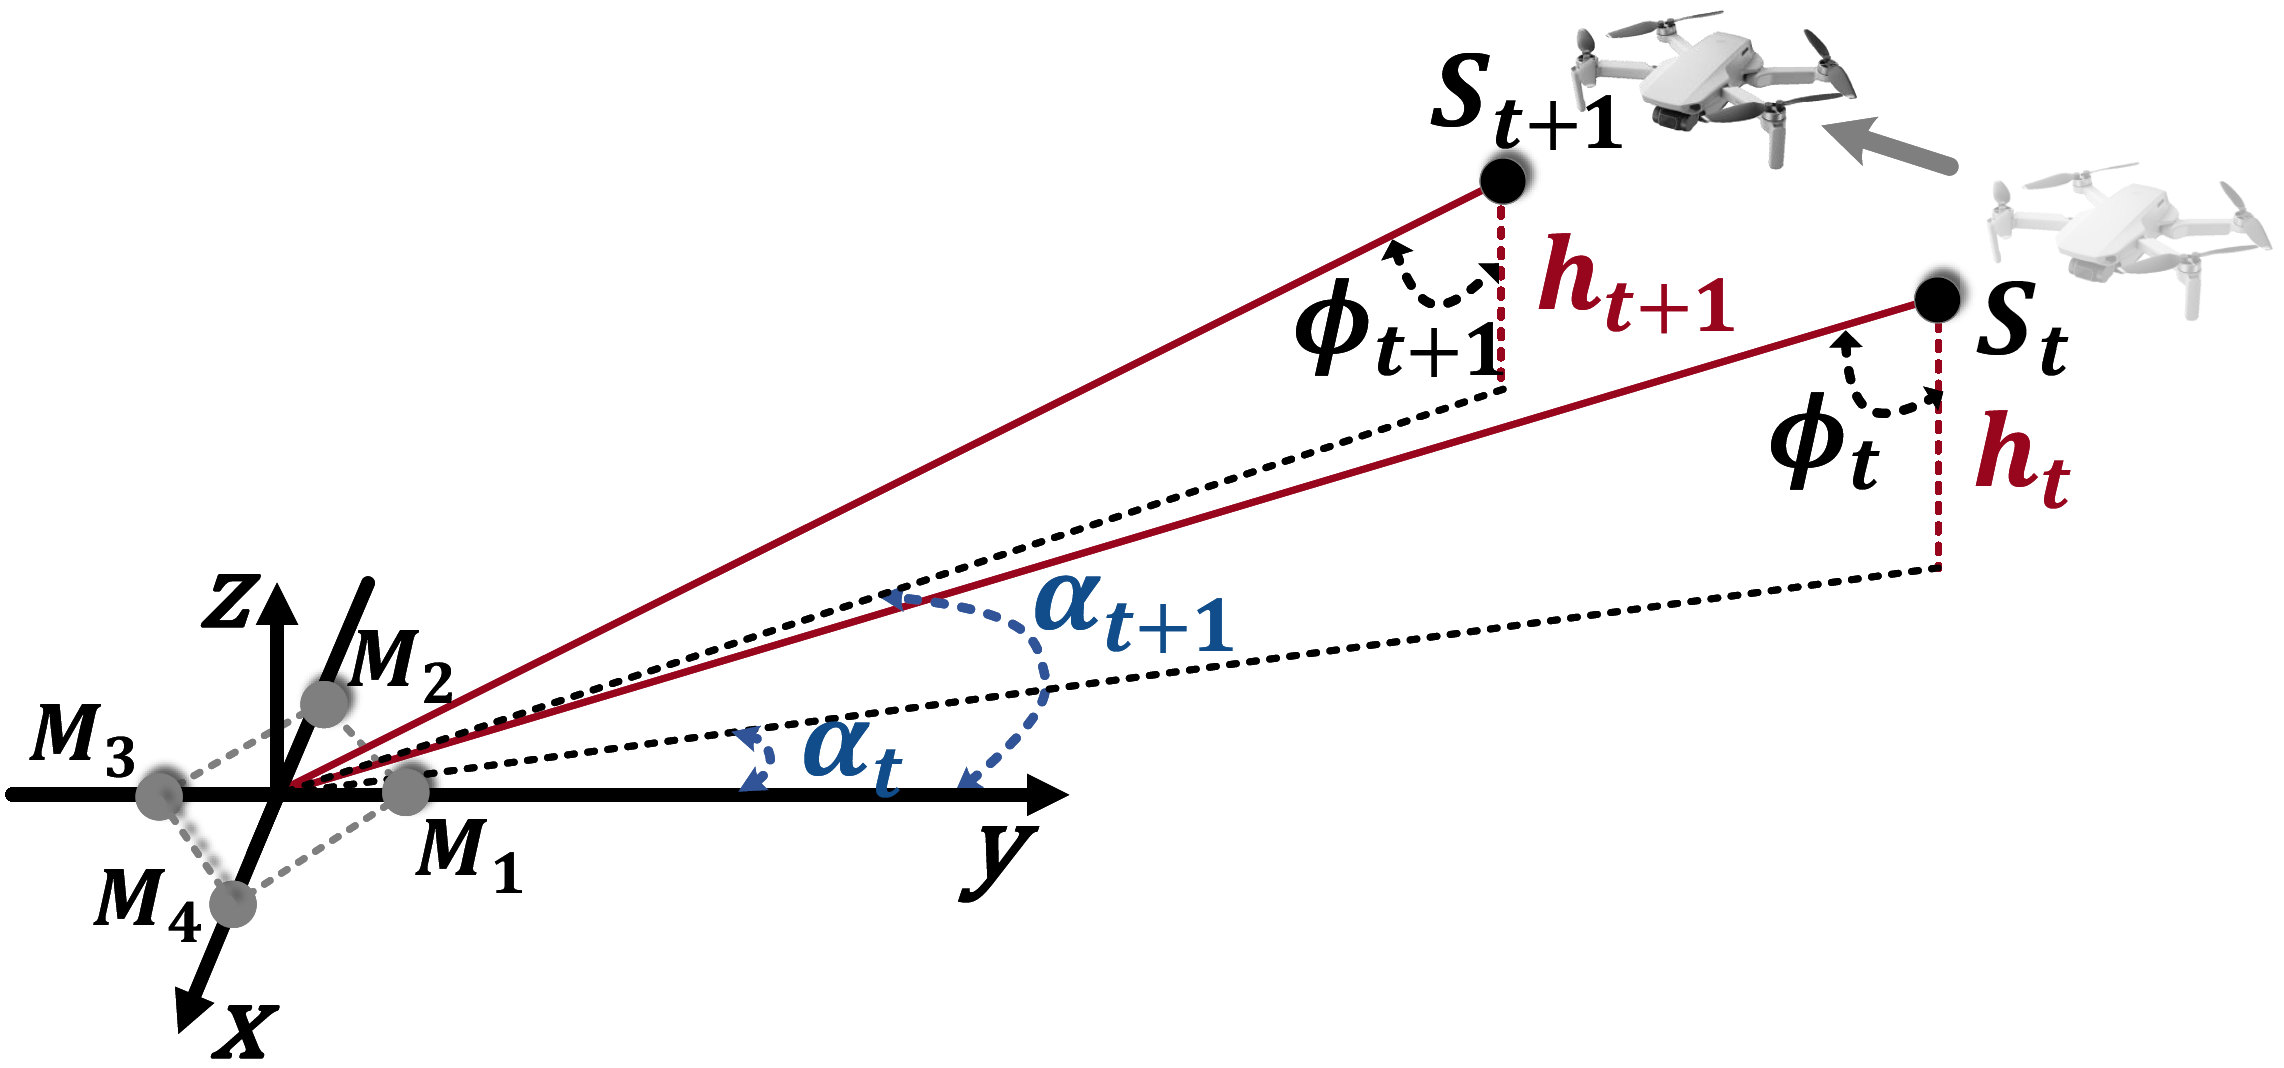 S_{t+1}
h_{t+1}
ϕ_{t+1}
S_t
ϕ_t
h_t
z
α_{t+1}
M_2
M_3
α_t
M_1
y
M_4
x